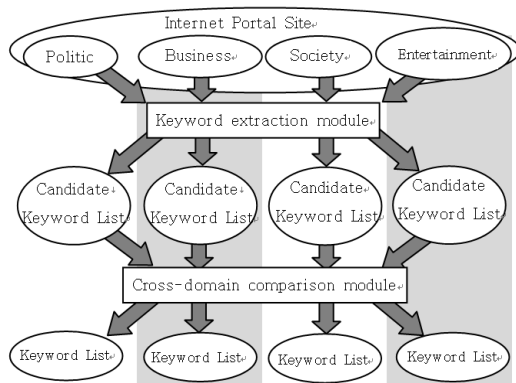 Internet Portal Site
Politic Business Society Entertainment
Keyword extraction module
Candidate Candidate Candidate Candidate
Keyword List Keyword List Keyword List Keyword List
Cross-domain comparison module
Keyword List Keyword List Keyword List Keyword List